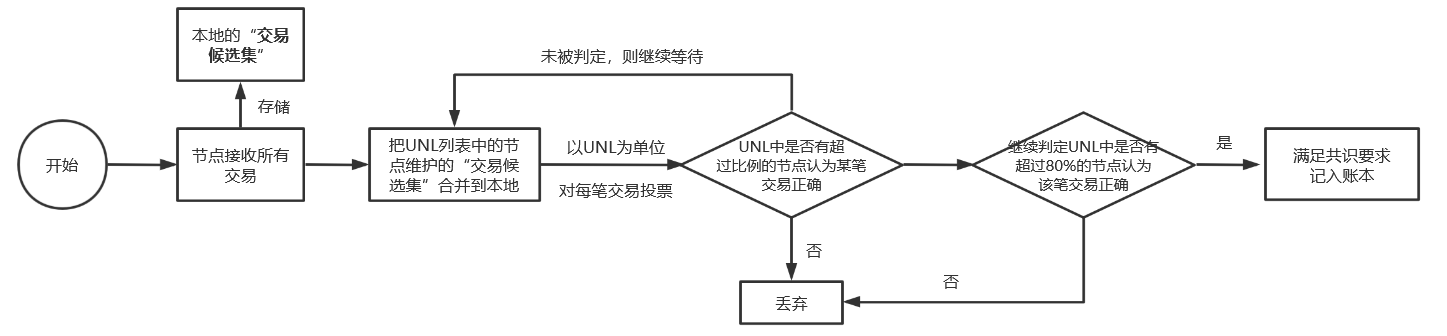 开始
本地的“交易
候选集”
存储
节点接收所有
交易
把UNL列表中的节
点维护的“交易候
选集”合并到本地
未被判定，则继续等待
以UNL为单位
对每笔交易投票
UNL中是否有超
过比例的节点认为某笔
交易正确
否
丢弃
继续判定UNL中是否有
超过80%的节点认为
该笔交易正确
否
是
满足共识要求
记入账本